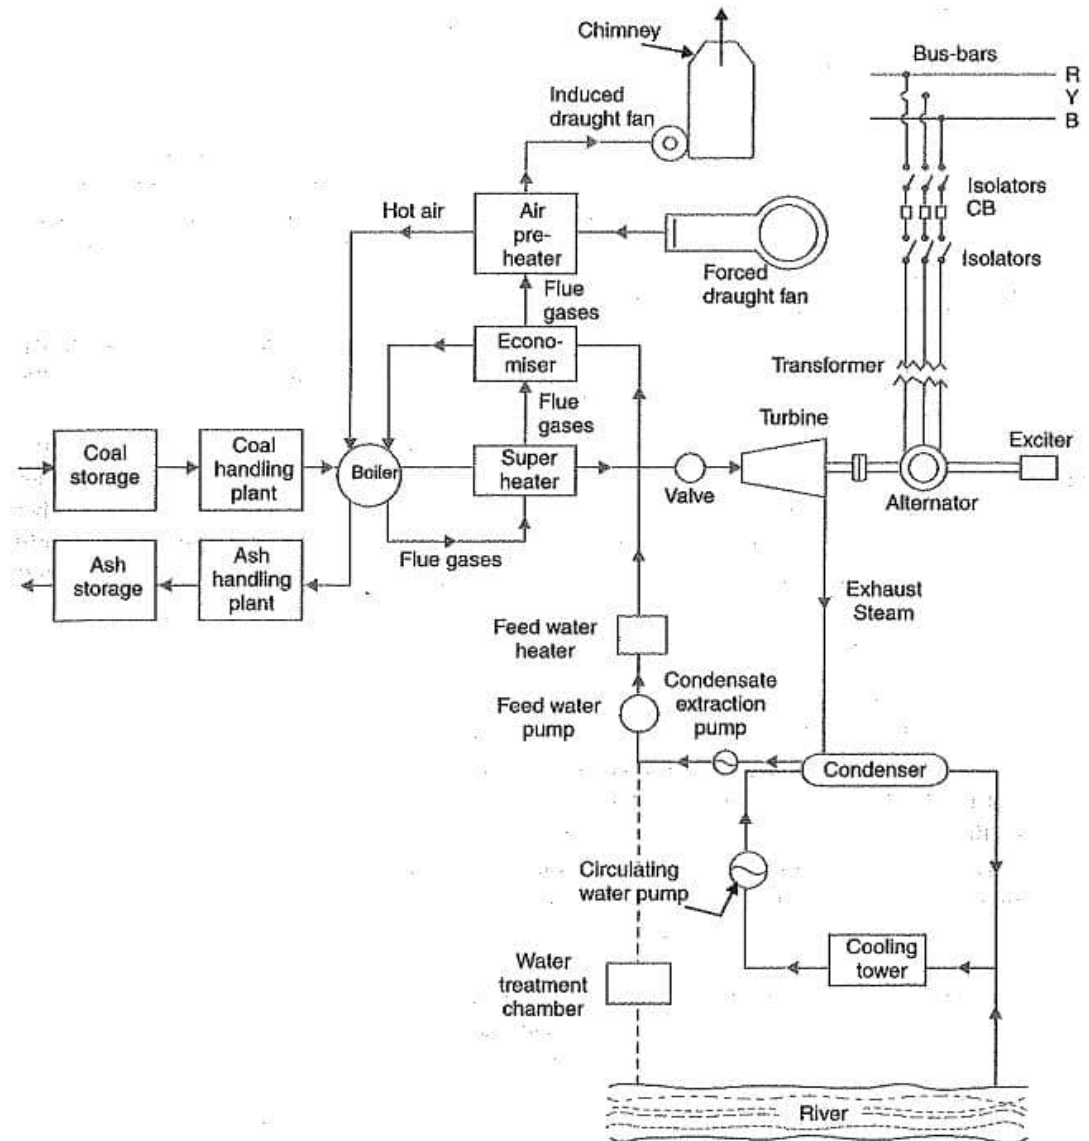 Chimney
Bus-bars
R
Y
B
Induced
draught fan
Isolators
CB
Isolators
Hot air
Air
pre-
heater
Forced
draught fan
Flue
gases
Econo-
miser
Transformer
Flue
gases
Turbine
Exciter
Coal
storage
Coal
handling
plant
Boiler
Super
heater
Valve
Alternator
Flue gases
Ash
storage
Ash
handling
plant
Exhaust
Steam
Feed water
heater
Condensate
extraction
pump
Feed water
pump
Condenser
Circulating
water pump
Cooling
tower
Water
treatment
chamber
River